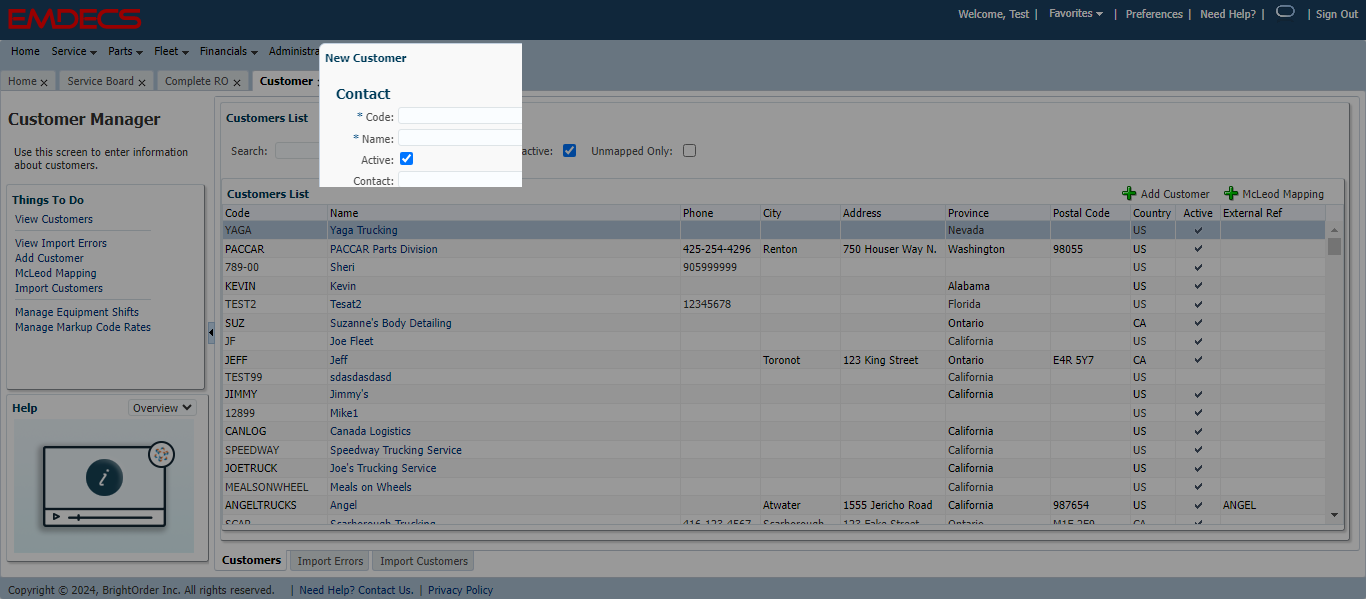 EMDECS
Welcome, Test | Favorites | Preferences | Need Help? | | Sign Out
Home Service Parts Fleet Financials Administra
Home x Service Board x Complete RO x Customer
New Customer
Contact
* Code:
* Name:
Active:
Contact:
Customer Manager
Use this screen to enter information
about customers.
Things To Do
View Customers
View Import Errors
Add Customer
McLeod Mapping
Import Customers
Manage Equipment Shifts
Manage Markup Code Rates
Help Overview
i
Customers List
Search: active: Unmapped Only:
Customers List Add Customer McLeod Mapping
Code Name Phone City Address Province Postal Code Country Active External Ref
YAGA Yaga Trucking Nevada US
PACCAR PACCAR Parts Division 425-254-4296 Renton 750 Houser Way N. Washington 98055 US
789-00 Sheri 905999999 US
KEVIN Kevin Alabama US
TEST2 Tesat2 12345678 Florida US
SUZ Suzanne's Body Detailing Ontario CA
JF Joe Fleet California US
JEFF Jeff Toronot 123 King Street Ontario E4R 5Y7 CA
TEST99 sdasdasdasd California US
JIMMY Jimmy's California US
12899 Mike1 US
CANLOG Canada Logistics California US
SPEEDWAY Speedway Trucking Service California US
JOETRUCK Joe's Trucking Service California US
MEALSONWHEEL Meals on Wheels California US
ANGELTRUCKS Angel Atwater 1555 Jericho Road California 987654 US ANGEL
SCAR Scarborough Trucking 416-123-4567 Scarborough 123 Fake Street Ontario CA
Customers Import Errors Import Customers
Copyright © 2024, BrightOrder Inc. All rights reserved. | Need Help? Contact Us. | Privacy Policy